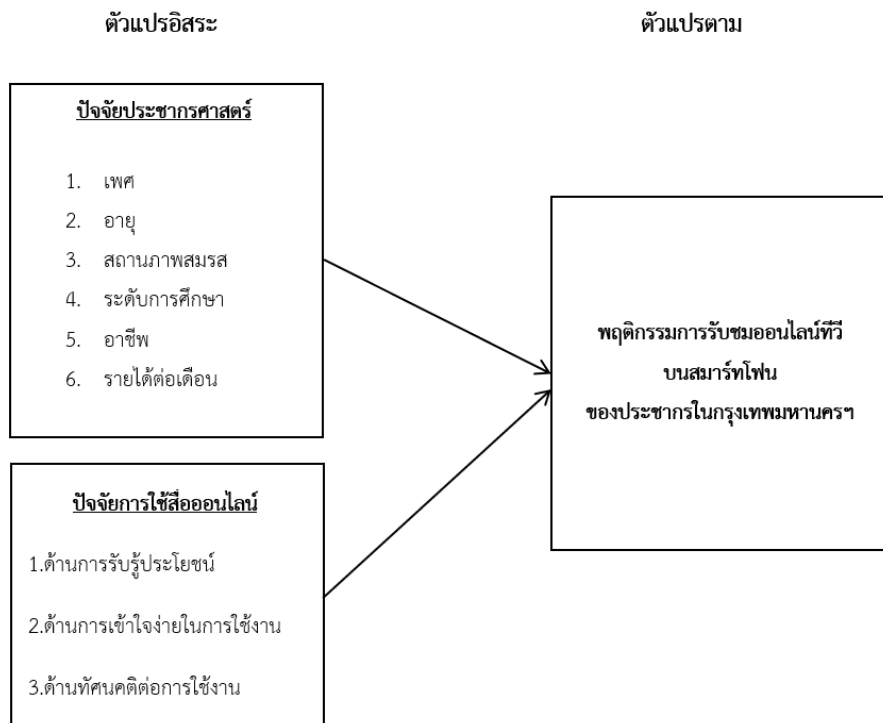 ตัวแปรอิสระ
ตัวแปรตาม
ปัจจัยประชากรศาสตร์
1. เพศ
2. อายุ
3. สถานภาพสมรส
4. ระดับการศึกษา
5. อาชีพ
6. รายได้ต่อเดือน
พฤติกรรมการรับชมออนไลน์ทีวี
บนสมาร์ทโฟน
ของประชากรในกรุงเทพมหานครฯ
ปัจจัยการใช้สื่อออนไลน์
1.ด้านการรับรู้ประโยชน์
2.ด้านการเข้าใจง่ายในการใช้งาน
3.ด้านทัศนคติต่อการใช้งาน